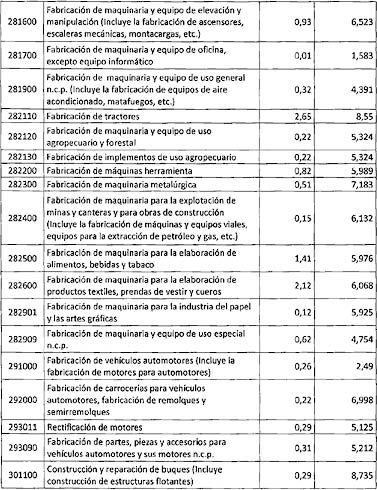 281600 Fabricación de maquinaria y equipo de elevación y
manipulación (Incluye la fabricación de ascensores, 0,93 6,523
escaleras mecánicas, montacargas, etc.)
281700 Fabricación de maquinaria y equipo de oficina, 0,01 1,583
excepto equipo informático
Fabricación de maquinaria y equipo de uso general
281900 n.c.p. (Incluye la fabricación de equipos de aire 0,32 4,391
acondicionado, matafuegos, etc.)
282110 Fabricación de tractores 2,65 8,55
282120 Fabricación de maquinaria y equipo de uso 0,22 5,324
agropecuario y forestal
282130 Fabricación de implementos de uso agropecuario 0,22 5,324
282200 Fabricación de máquinas herramienta 0,82 5,989
282300 Fabricación de maquinaria metalúrgica 0,51 7,183
Fabricación de maquinaria para la explotación de
282400 minas y canteras y para obras de construcción 0,15 6,132
(Incluye la fabricación de máquinas y equipos viales,
equipos para la extracción de petróleo y gas, etc.)
282500 Fabricación de maquinaria para la elaboración de 1,41 5,976
alimentos, bebidas y tabaco
282600 Fabricación de maquinaria para la elaboración de 2,12 6,068
productos textiles, prendas de vestir y cueros
282901 Fabricación de maquinaria para la industria del papel 0,12 5,925
y las artes gráficas
282909 Fabricación de maquinaria y equipo de uso especial 0,62 4,754
n.c.p.
291000 Fabricación de vehículos automotores (Incluye la 0,26 2,49
fabricación de motores para automotores)
Fabricación de carrocerías para vehículos
292000 automotores, fabricación de remolques y 0,22 6,998
semirremolques
293011 Rectificación de motores 0,29 5,125
293090 Fabricación de partes, piezas y accesorios para 0,31 5,212
vehículos automotores y sus motores n.c.p.
301100 Construcción y reparación de buques (Incluye 0,29 8,735
construcción de estructuras flotantes)